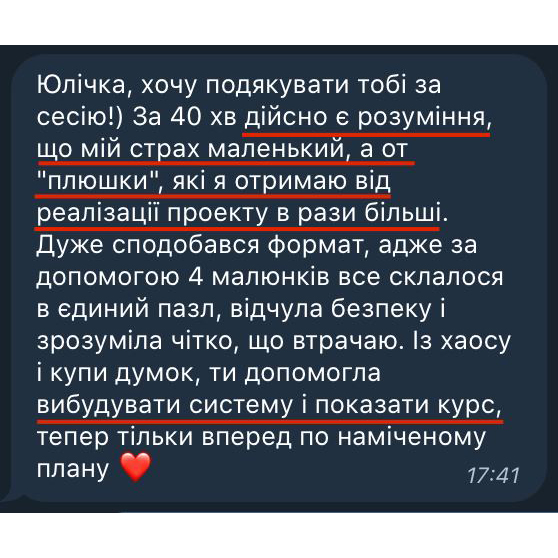 Юлічка, хочу подякувати тобі за
сесію!) За 40 хв дійсно є розуміння,
що мій страх маленький, а от
"плюшки", які я отримаю від
реалізації проекту в рази більші.
Дуже сподобався формат, адже за
допомогою 4 малюнків все склалося
в єдиний пазл, відчула безпеку і
зрозуміла чітко, що втрачаю. Із хаосу
і купи думок, ти допомогла
вибудувати систему і показати курс,
тепер тільки вперед по наміченому
плану ❤️
17:41